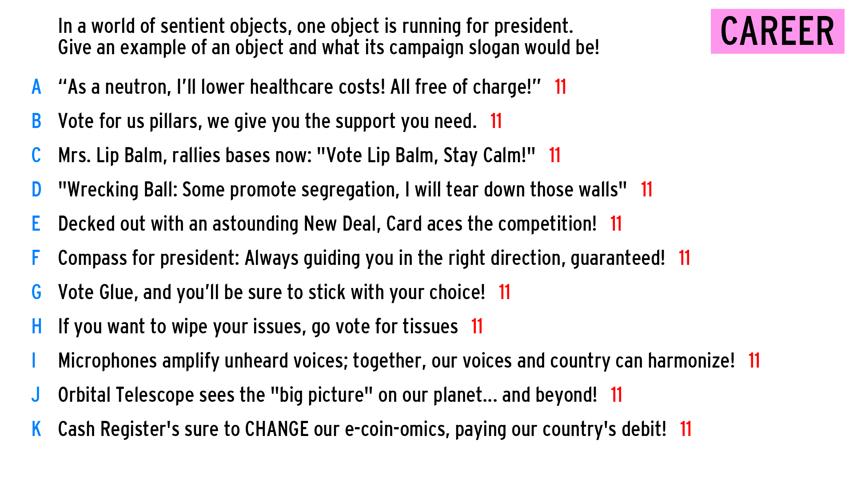 In a world of sentient objects, one object is running for president.
Give an example of an object and what its campaign slogan would be!
CAREER
A “As a neutron, I’ll lower healthcare costs! All free of charge!” 11
B Vote for us pillars, we give you the support you need. 11
C Mrs. Lip Balm, rallies bases now: "Vote Lip Balm, Stay Calm!" 11
D "Wrecking Ball: Some promote segregation, I will tear down those walls" 11
E Decked out with an astounding New Deal, Card aces the competition! 11
F Compass for president: Always guiding you in the right direction, guaranteed! 11
G Vote Glue, and you’ll be sure to stick with your choice! 11
H If you want to wipe your issues, go vote for tissues 11
I Microphones amplify unheard voices; together, our voices and country can harmonize! 11
J Orbital Telescope sees the "big picture" on our planet... and beyond! 11
K Cash Register's sure to CHANGE our e-coin-omics, paying our country's debit! 11